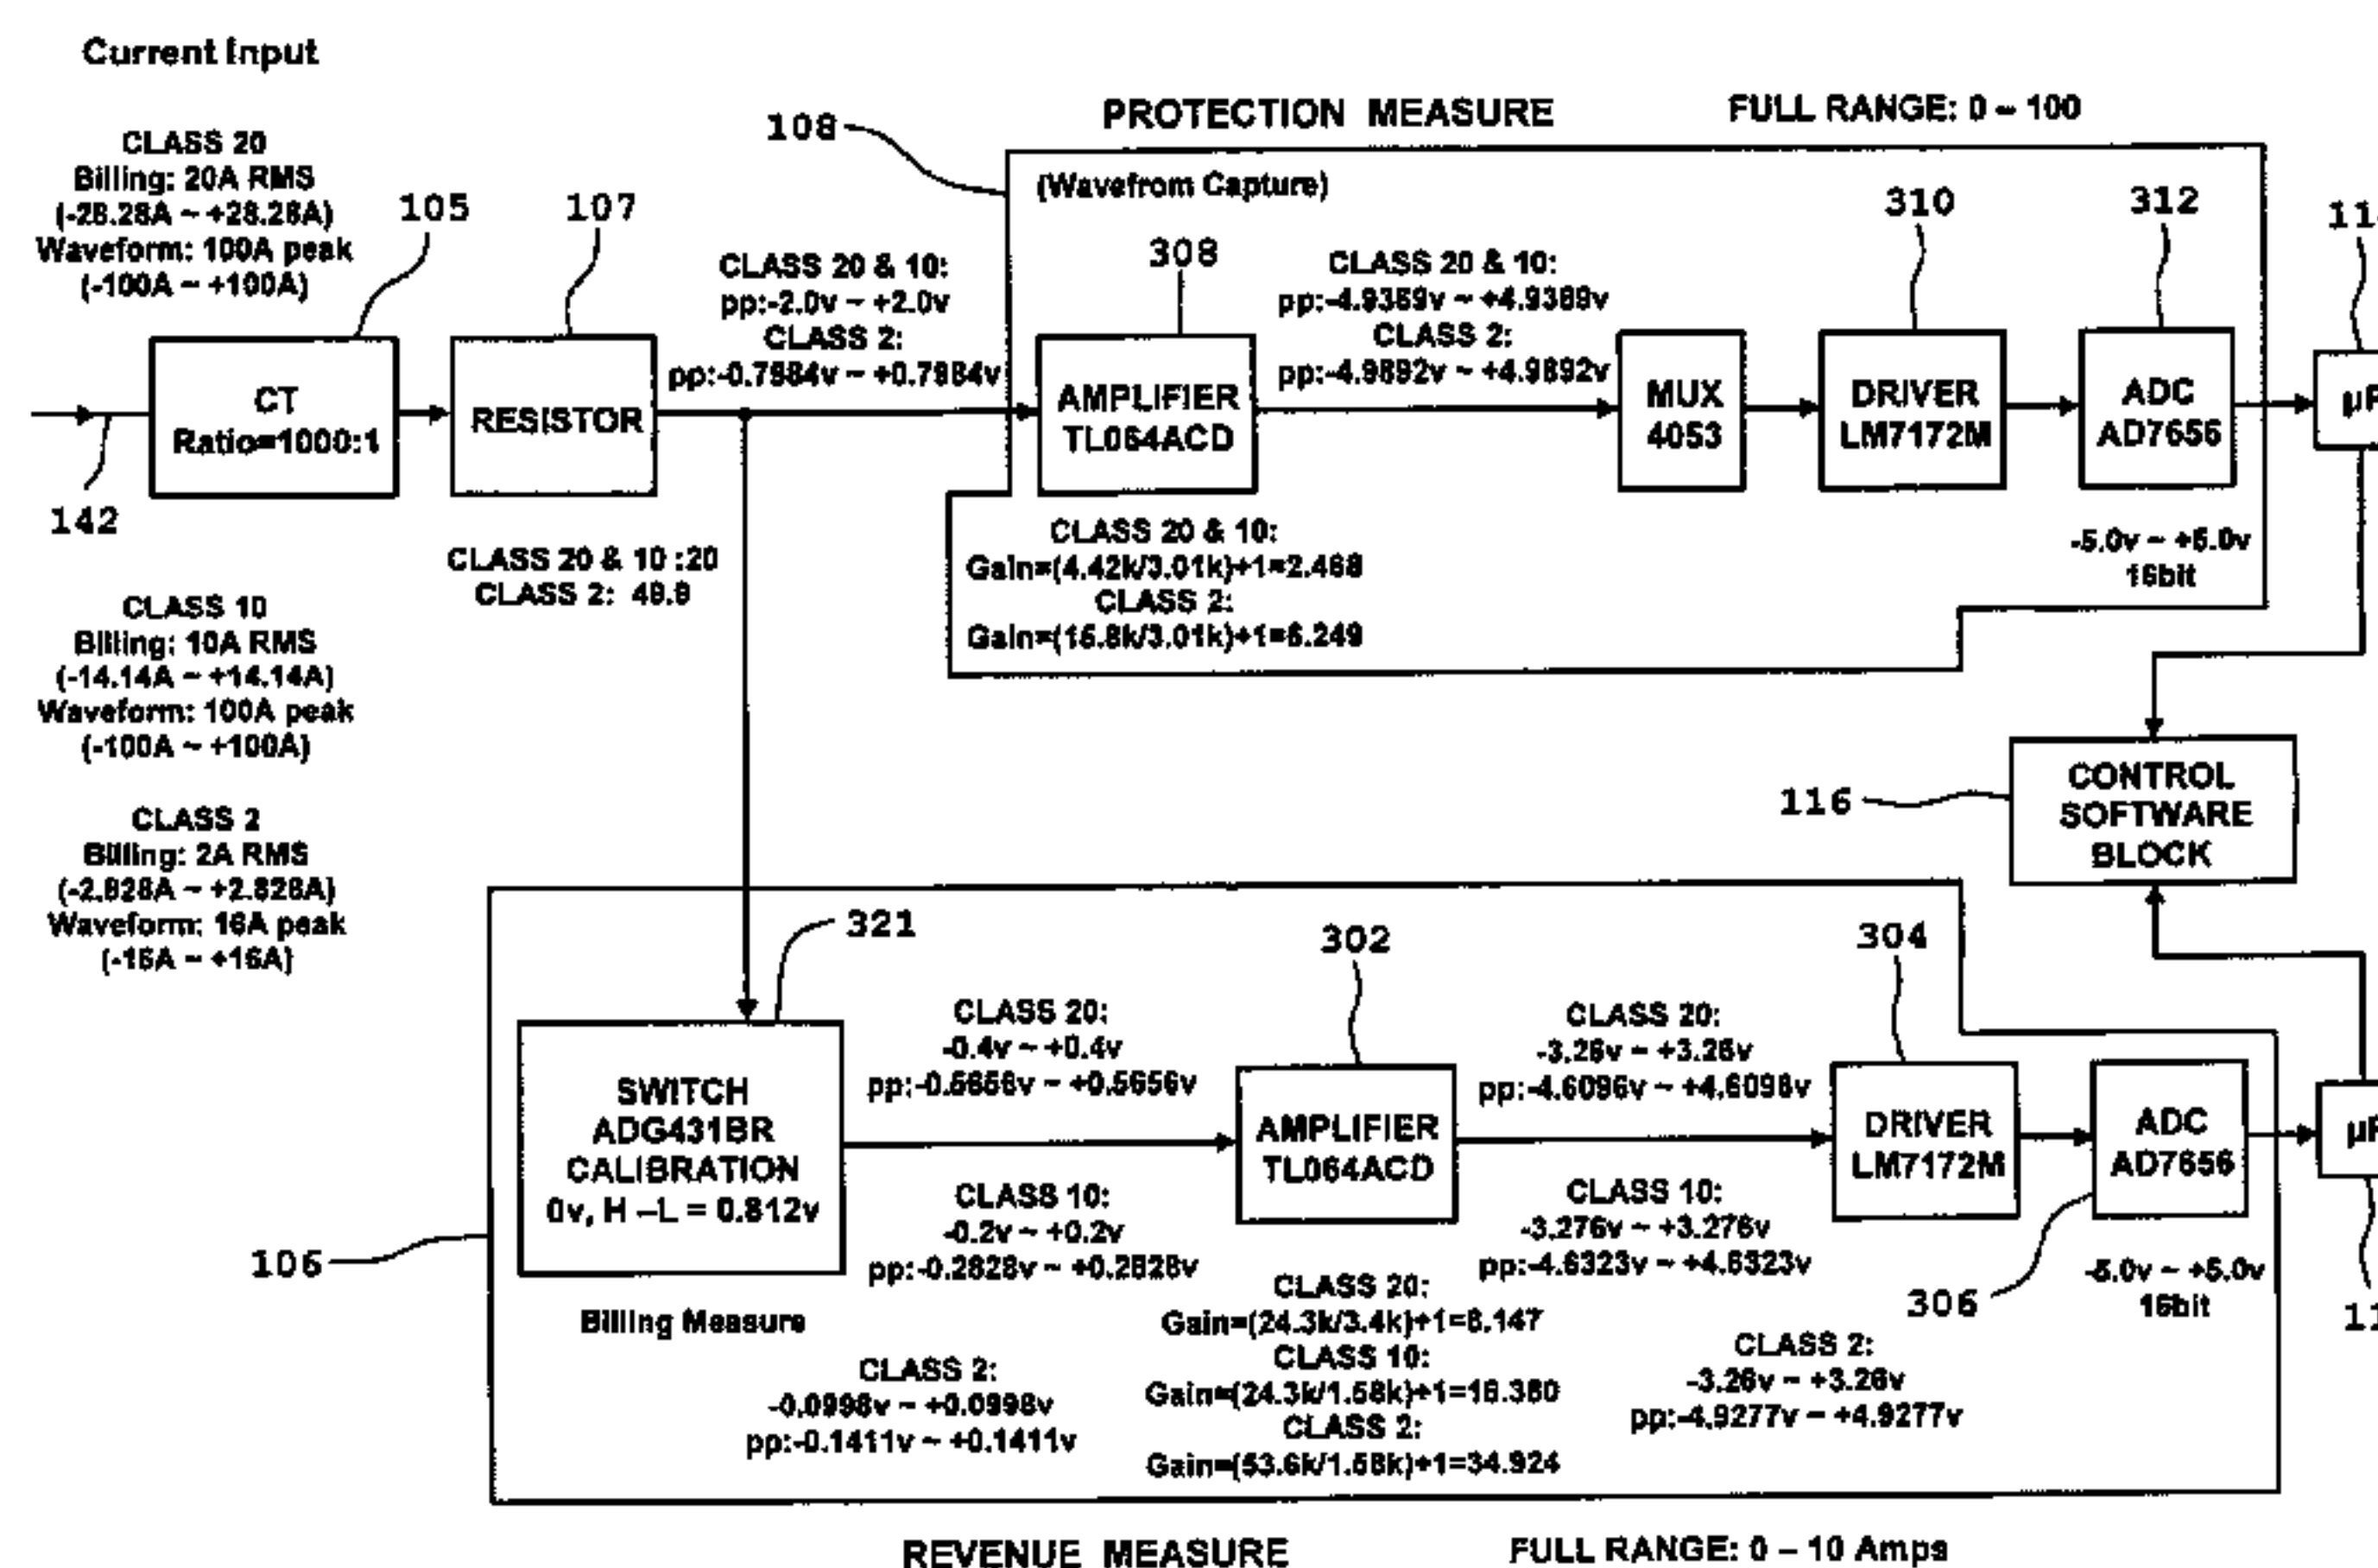 Current Input
CLASS 20
Billing: 20A RMS
(-28.28A ~ +28.28A)
Waveform: 100A peak
(-100A ~ +100A)
105
107
CT
Ratio=1000:1
RESISTOR
142
CLASS 20 & 10 :20
CLASS 2: 49.9
CLASS 10
Billing: 10A RMS
(-14.14A ~ +14.14A)
Waveform: 100A peak
(-100A ~ +100A)
CLASS 2
Billing: 2A RMS
(-2.828A ~ +2.828A)
Waveform: 16A peak
(-16A ~ +16A)
CLASS 20 & 10:
pp:-2.0v ~ +2.0v
CLASS 2:
pp:-0.7984v ~ +0.7984v
108
PROTECTION MEASURE
FULL RANGE: 0 – 100
(Wavefrom Capture)
308
AMPLIFIER
TL064ACD
CLASS 20 & 10:
pp:-4.9369v ~ +4.9369v
CLASS 2:
pp:-4.9892v ~ +4.9892v
MUX
4053
310
DRIVER
LM7172M
312
ADC
AD7656
-5.0v ~ +5.0v
16bit
CLASS 20 & 10:
Gain=(4.42k/3.01k)+1=2.468
CLASS 2:
Gain=(15.8k/3.01k)+1=6.249
116
CONTROL
SOFTWARE
BLOCK
106
321
SWITCH
ADG431BR
CALIBRATION
0v, H –L = 0.812v
Billing Measure
CLASS 20:
-0.4v ~ +0.4v
pp:-0.5656v ~ +0.5656v
CLASS 10:
-0.2v ~ +0.2v
pp:-0.2828v ~ +0.2828v
CLASS 2:
-0.0998v ~ +0.0998v
pp:-0.1411v ~ +0.1411v
302
AMPLIFIER
TL064ACD
CLASS 20:
Gain=(24.3k/3.4k)+1=8.147
CLASS 10:
Gain=(24.3k/1.58k)+1=16.380
CLASS 2:
Gain=(53.6k/1.58k)+1=34.924
CLASS 20:
-3.26v ~ +3.26v
pp:-4.6096v ~ +4.6096v
CLASS 10:
-3.276v ~ +3.276v
pp:-4.6323v ~ +4.6323v
CLASS 2:
-3.26v ~ +3.26v
pp:-4.9277v ~ +4.9277v
304
DRIVER
LM7172M
ADC
AD7656
306
-5.0v ~ +5.0v
16bit
REVENUE MEASURE
FULL RANGE: 0 – 10 Amps